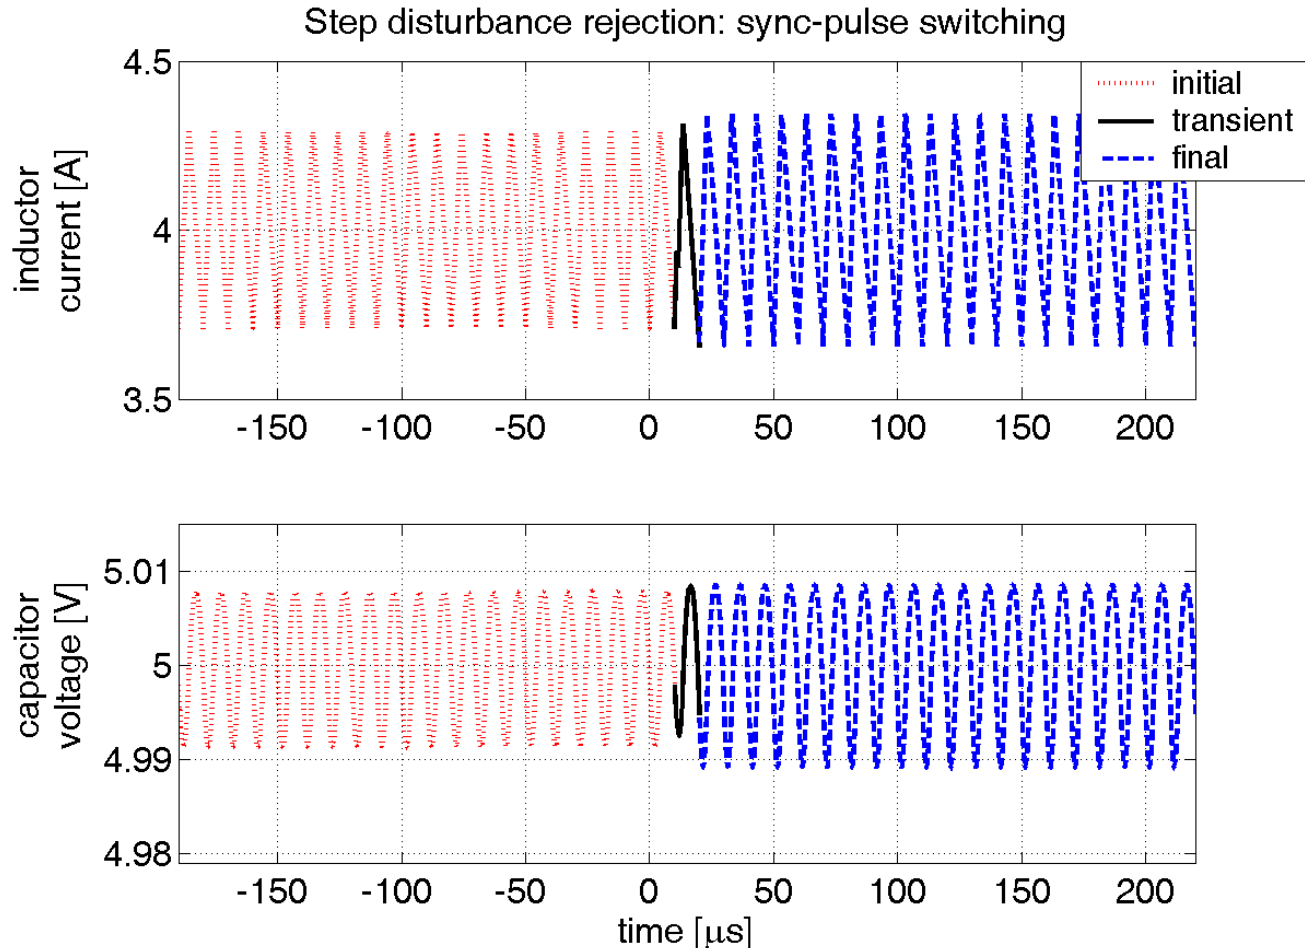 Step disturbance rejection: sync-pulse switching
inductor
current [A]
4.5
4
3.5
initial
transient
final
-150 -100 -50 0 50 100 150 200
capacitor
voltage [V]
5.01
5
4.99
4.98
-150 -100 -50 0 50 100 150 200
time [μs]